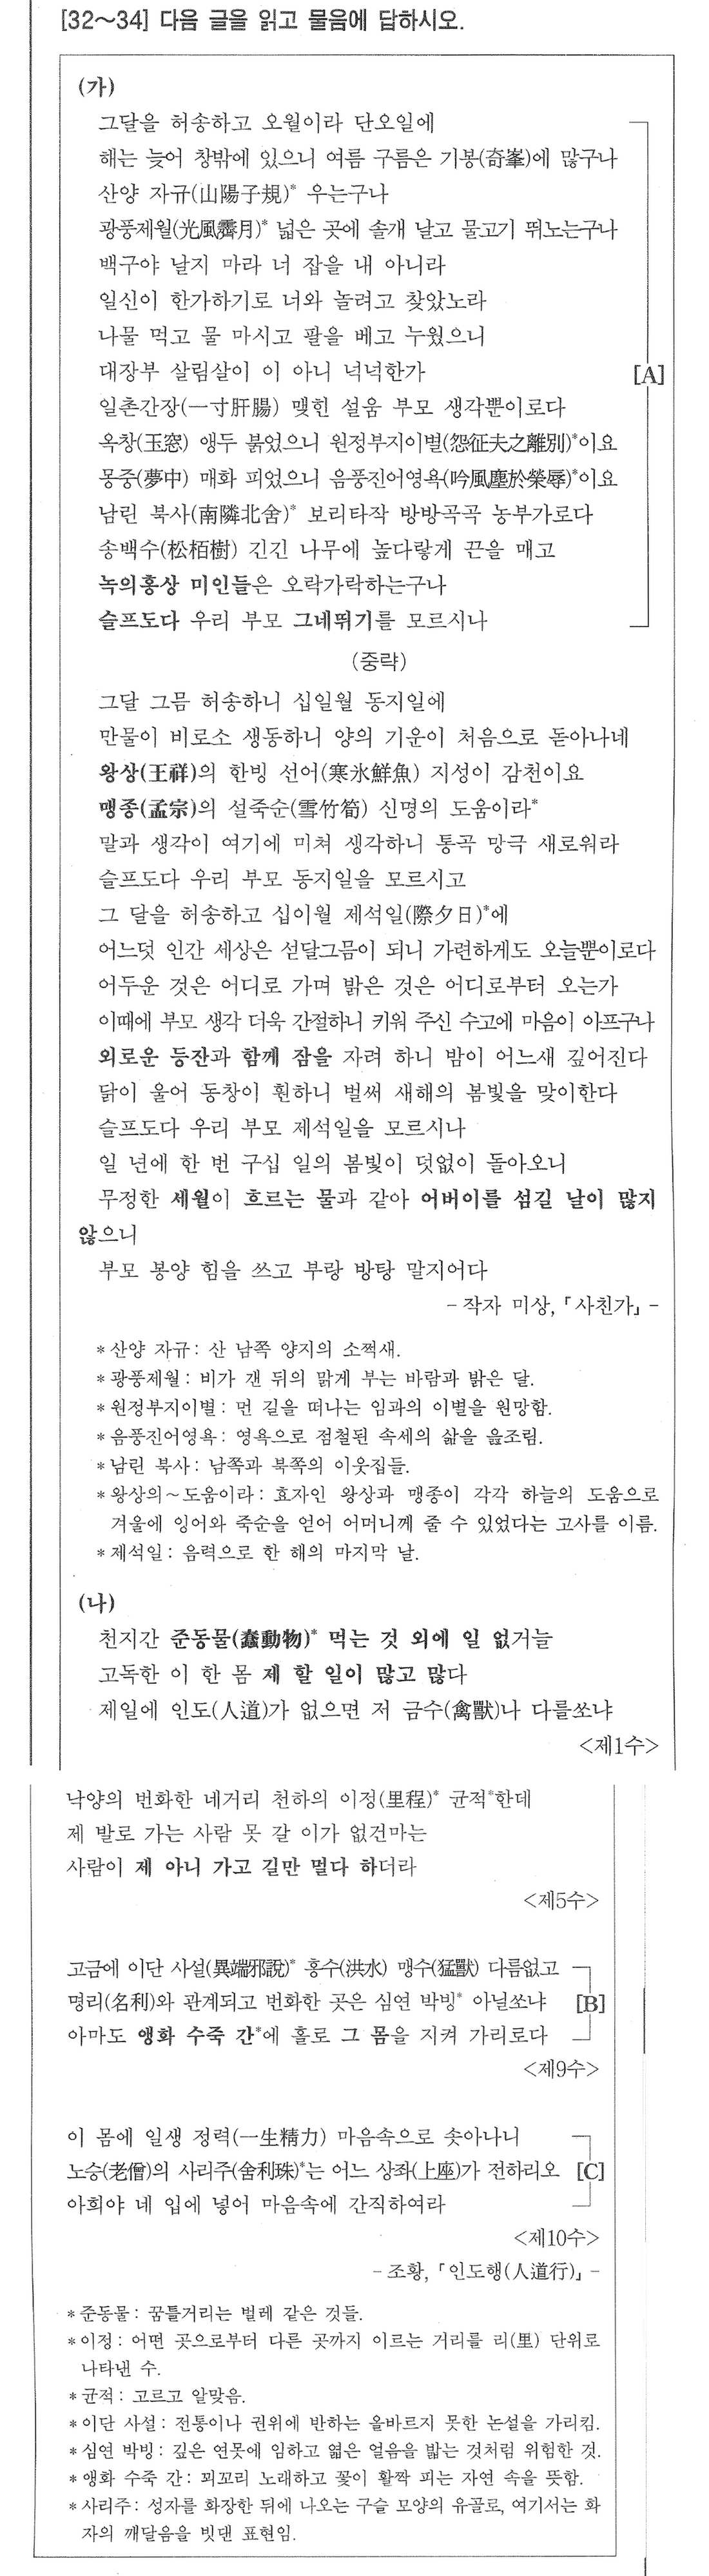 [32～34] 다음 글을 읽고 물음에 답하시오.
(가)
그달을 허송하고 오월이라 단오일에
해는 늦어 창밖에 있으니 여름 구름은 기봉(奇峯)에 많구나
산양 자규(山陽子規)* 우는구나
광풍제월(光風霽月)* 넓은 곳에 솔개 날고 물고기 뛰노는구나
백구야 날지 마라 너 잡을 내 아니라
일신이 한가하기로 너와 놀려고 찾았노라
나물 먹고 물 마시고 팔을 베고 누웠으니
대장부 살림살이 이 아니 넉넉한가
[A]
일촌간장(一寸肝腸) 맺힌 설움 부모 생각뿐이로다
옥창(玉窓) 앵두 붉었으니 원정부지이별(怨征夫之離別)*이요
몽중(夢中) 매화 피었으니 음풍진어영욕(吟風塵於榮辱)*이요
남린 북사(南隣北舍)* 보리타작 방방곡곡 농부가로다
송백수(松栢樹) 긴긴 나무에 높다랗게 끈을 매고
녹의홍상 미인들은 오락가락하는구나
슬프도다 우리 부모 그네뛰기를 모르시나
(중략)
그달 그믐 허송하니 십일월 동지일에
만물이 비로소 생동하니 양의 기운이 처음으로 돋아나네
왕상(王祥)의 한빙 선어(寒氷鮮魚) 지성이 감천이요
맹종(孟宗)의 설죽순(雪竹筍) 신명의 도움이라*
말과 생각이 여기에 미쳐 생각하니 통곡 망극 새로워라
슬프도다 우리 부모 동지일을 모르시고
그 달을 허송하고 십이월 제석일(際夕日)*에
어느덧 인간 세상은 섣달그믐이 되니 가련하게도 오늘뿐이로다
어두운 것은 어디로 가며 밝은 것은 어디로부터 오는가
이때에 부모 생각 더욱 간절하니 키워 주신 수고에 마음이 아프구나
외로운 등잔과 함께 잠을 자려 하니 밤이 어느새 깊어진다
닭이 울어 동창이 훤하니 벌써 새해의 봄빛을 맞이한다
슬프도다 우리 부모 제석일을 모르시나
일 년에 한 번 구십 일의 봄빛이 덧없이 돌아오니
무정한 세월이 흐르는 물과 같아 어버이를 섬길 날이 많지
않으니
부모 봉양 힘을 쓰고 부랑 방탕 말지어다
- 작자 미상, 「사친가」 -
* 산양 자규: 산 남쪽 양지의 소쩍새.
* 광풍제월: 비가 갠 뒤의 맑게 부는 바람과 밝은 달.
* 원정부지이별: 먼 길을 떠나는 임과의 이별을 원망함.
* 음풍진어영욕: 영욕으로 점철된 속세의 삶을 읊조림.
* 남린 북사: 남쪽과 북쪽의 이웃집들.
* 왕상의～도움이라: 효자인 왕상과 맹종이 각각 하늘의 도움으로
겨울에 잉어와 죽순을 얻어 어머니께 줄 수 있었다는 고사를 이름.
* 제석일: 음력으로 한 해의 마지막 날.
(나)
천지간 준동물(蠢動物)* 먹는 것 외에 일 없거늘
고독한 이 한 몸 제 할 일이 많고 많다
제일에 인도(人道)가 없으면 저 금수(禽獸)나 다를쏘냐
<제1수>
낙양의 번화한 네거리 천하의 이정(里程)* 균적*한데
제 발로 가는 사람 못 갈 이가 없건마는
사람이 제 아니 가고 길만 멀다 하더라
<제5수>
고금에 이단 사설(異端邪說)* 홍수(洪水) 맹수(猛獸) 다름없고
명리(名利)와 관계되고 번화한 곳은 심연 박빙* 아닐쏘냐 [B]
아마도 앵화 수죽 간*에 홀로 그 몸을 지켜 가리로다
<제9수>
이 몸에 일생 정력(一生精力) 마음속으로 솟아나니
노승(老僧)의 사리주(舍利珠)*는 어느 상좌(上座)가 전하리오 [C]
아희야 네 입에 넣어 마음속에 간직하여라
<제10수>
- 조황, 「인도행(人道行)」 -
* 준동물: 꿈틀거리는 벌레 같은 것들.
* 이정: 어떤 곳으로부터 다른 곳까지 이르는 거리를 리(里) 단위로
나타낸 수.
* 균적: 고르고 알맞음.
* 이단 사설: 전통이나 권위에 반하는 올바르지 못한 논설을 가리킴.
* 심연 박빙: 깊은 연못에 임하고 엷은 얼음을 밟는 것처럼 위험한 것.
* 앵화 수죽 간: 꾀꼬리 노래하고 꽃이 활짝 피는 자연 속을 뜻함.
* 사리주: 성자를 화장한 뒤에 나오는 구슬 모양의 유골로, 여기서는 화
자의 깨달음을 빗댄 표현임.